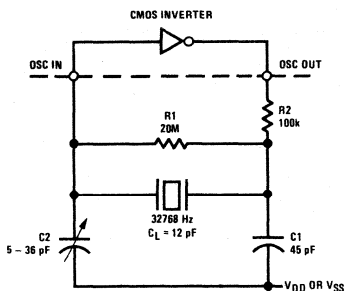 CMOS INVERTER
OSC IN
OSC OUT
R2
100k
R1
20M
32768 Hz
CL = 12 pF
C2
5 – 36 pF
C1
45 pF
VDD OR VSS